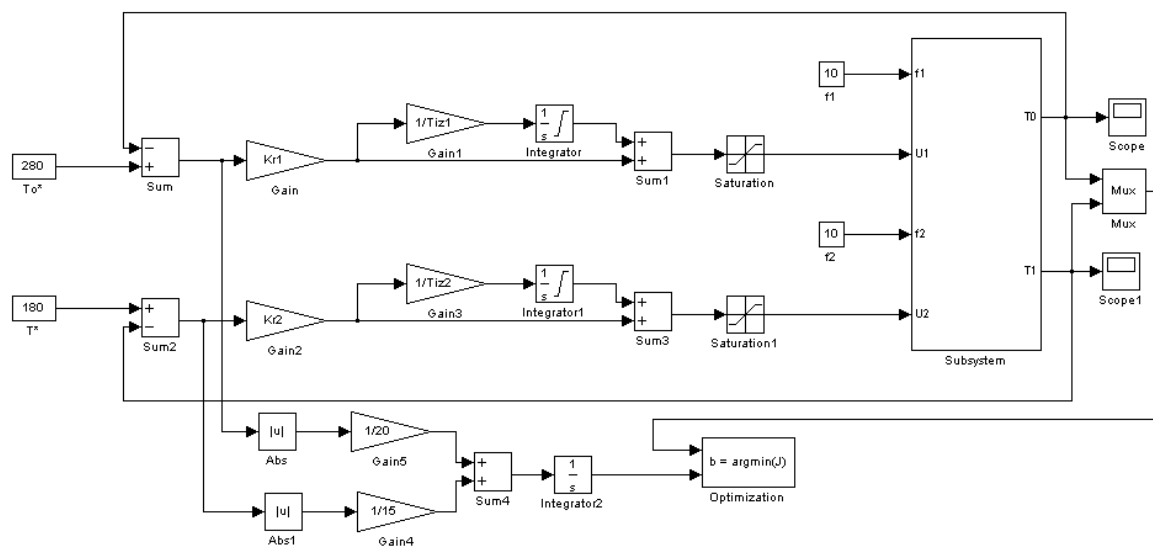 10
f1
f1
T0
Scope
1/Tiz1
Gain1
1
s
Integrator
280
To*
−
+
Sum
Kr1
Gain
+
+
Sum1
Saturation
U1
Mux
Mux
10
f2
f2
T1
Scope1
1/Tiz2
Gain3
1
s
Integrator1
180
T*
+
−
Sum2
Kr2
Gain2
+
+
Sum3
Saturation1
U2
Subsystem
|u|
Abs
1/20
Gain5
+
+
Sum4
1
s
Integrator2
b = argmin(J)
Optimization
|u|
Abs1
1/15
Gain4